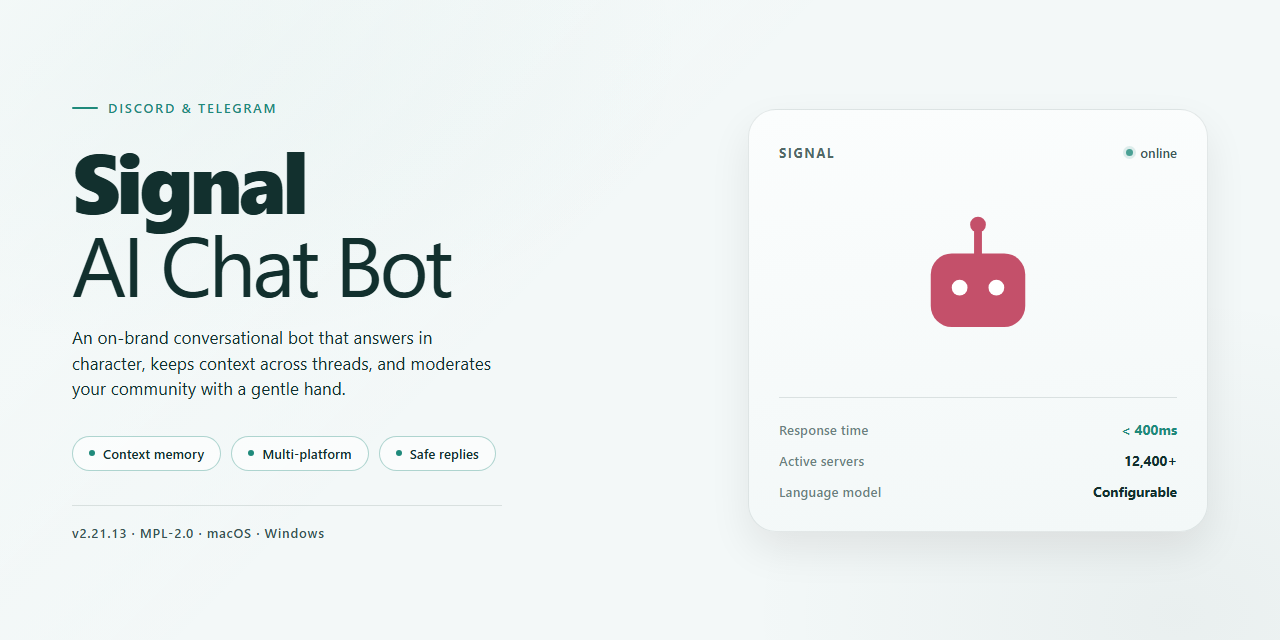 DISCORD & TELEGRAM
Signal
AI Chat Bot
An on-brand conversational bot that answers in
character, keeps context across threads, and moderates
your community with a gentle hand.
Context memory
Multi-platform
Safe replies
v2.21.13 · MPL-2.0 · macOS · Windows
SIGNAL
online
Response time
< 400ms
Active servers
12,400+
Language model
Configurable